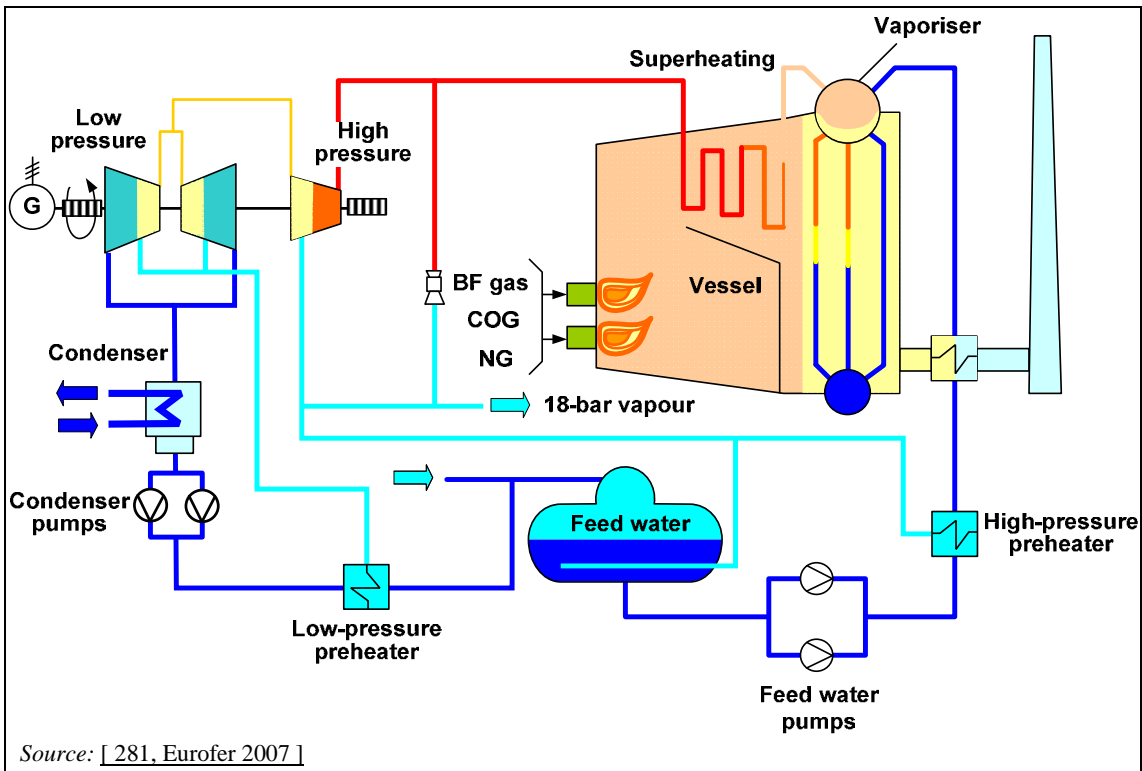 Vaporiser
Superheating
Low
pressure
High
pressure
G
BF gas
COG
NG
Vessel
Condenser
18-bar vapour
Condenser
pumps
Feed water
High-pressure
preheater
Low-pressure
preheater
Feed water
pumps
Source: [ 281, Eurofer 2007 ]